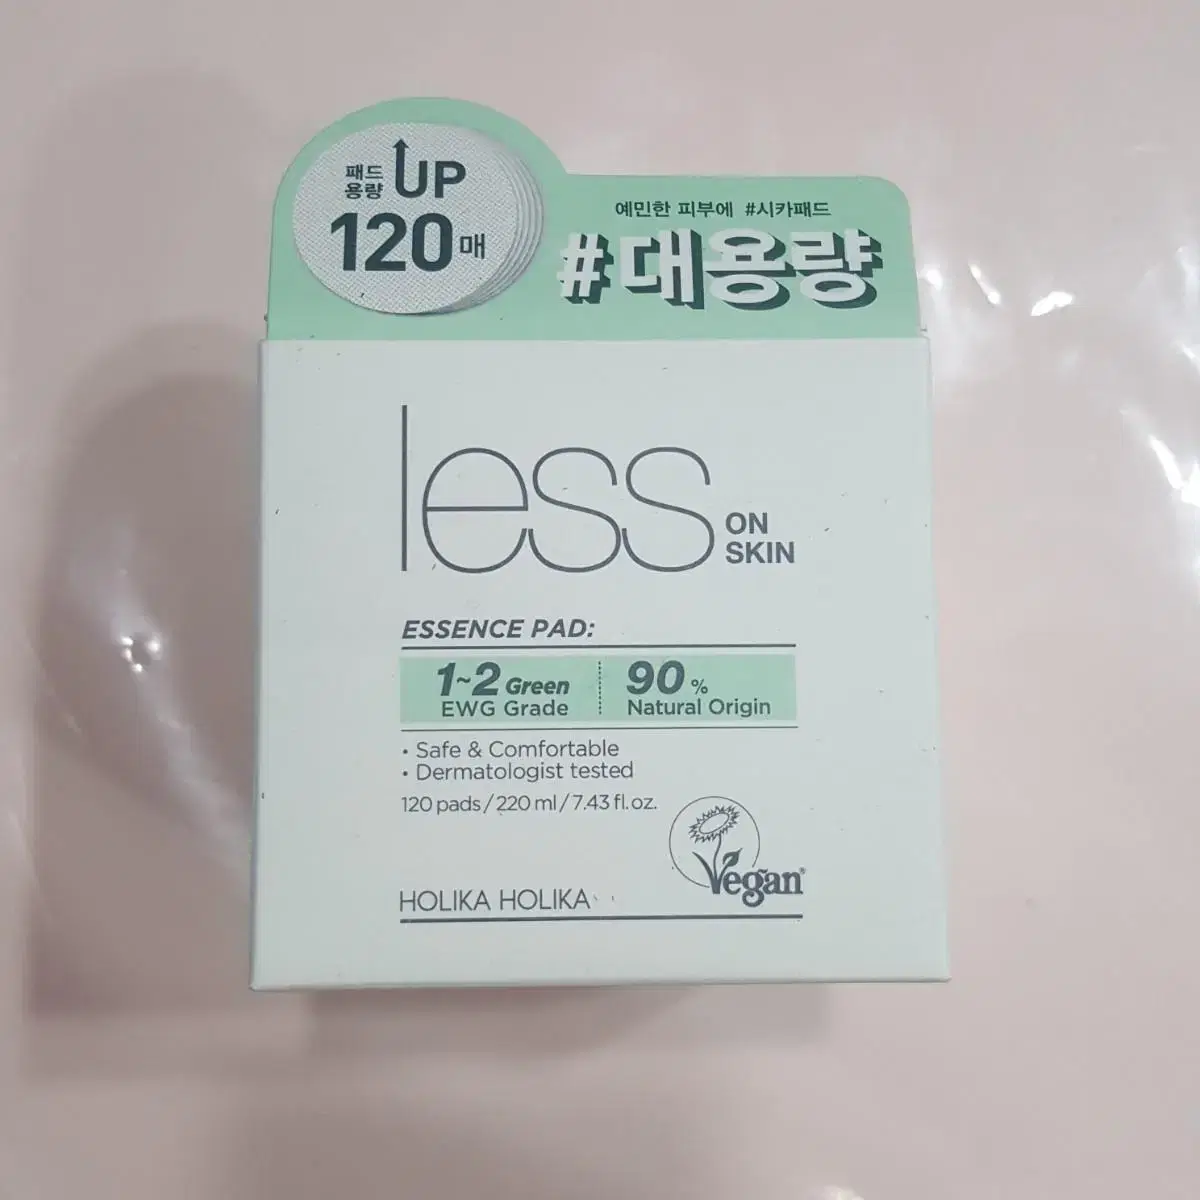 패드
용량 UP
120매
예민한 피부에 #시카패드
#대용량
less ON
SKIN
ESSENCE PAD:
1~2 Green
EWG Grade
90%
Natural Origin
• Safe & Comfortable
• Dermatologist tested
120 pads / 220 ml / 7.43 fl. oz.
Vegan®
HOLIKA HOLIKA